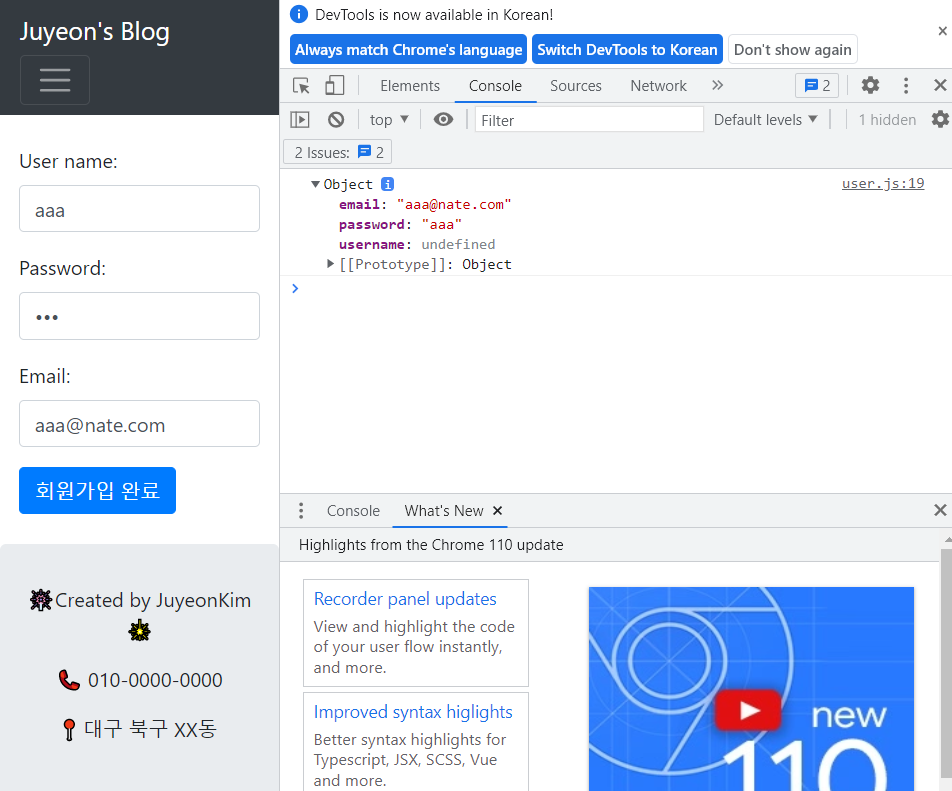 Juyeon's Blog
User name:
aaa
Password:
•••
Email:
aaa@nate.com
회원가입 완료
Created by JuyeonKim
010-0000-0000
대구 북구 XX동
DevTools is now available in Korean!
Always match Chrome's language
Switch DevTools to Korean
Don't show again
Elements
Console
Sources
Network
2
top
Filter
Default levels
1 hidden
2 Issues: 2
Object
user.js:19
email: "aaa@nate.com"
password: "aaa"
username: undefined
[[Prototype]]: Object
Console
What's New
Highlights from the Chrome 110 update
Recorder panel updates
View and highlight the code
of your user flow instantly,
and more.
Improved syntax higlights
Better syntax highlights for
Typescript, JSX, SCSS, Vue
and more.
new
110